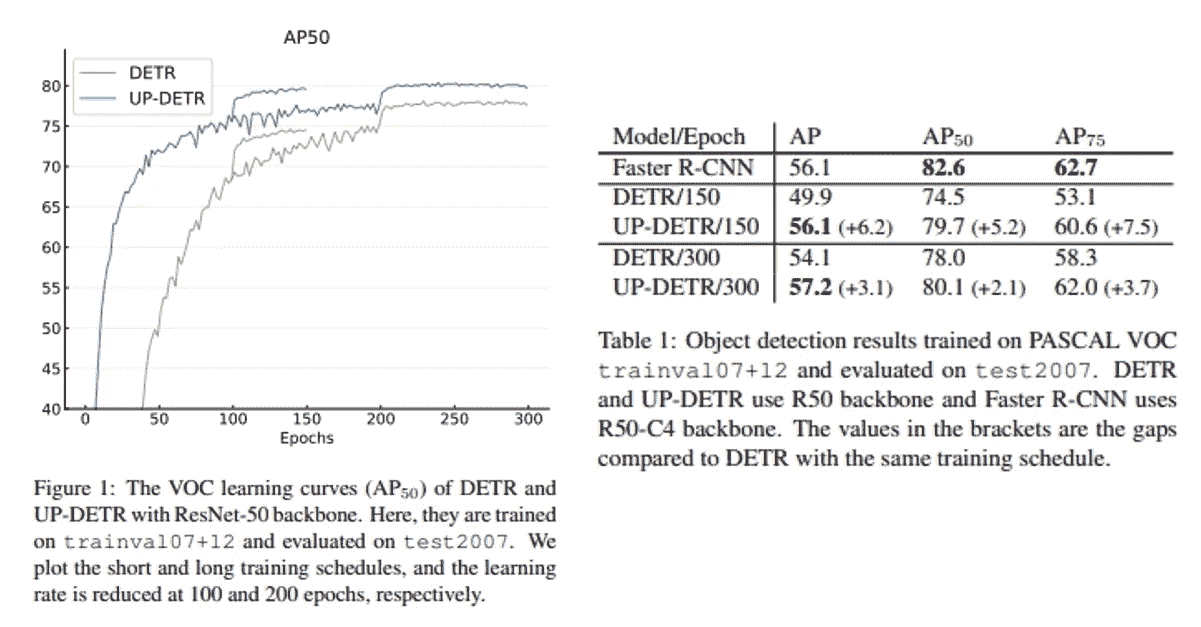 AP50
DETR
UP-DETR
80
75
70
65
60
55
50
45
40
0 50 100 150 200 250 300
Epochs
Figure 1: The VOC learning curves (AP50) of DETR and
UP-DETR with ResNet-50 backbone. Here, they are trained
on trainval07+12 and evaluated on test2007. We
plot the short and long training schedules, and the learning
rate is reduced at 100 and 200 epochs, respectively.
Model/Epoch AP AP50 AP75
Faster R-CNN 56.1 82.6 62.7
DETR/150 49.9 74.5 53.1
UP-DETR/150 56.1 (+6.2) 79.7 (+5.2) 60.6 (+7.5)
DETR/300 54.1 78.0 58.3
UP-DETR/300 57.2 (+3.1) 80.1 (+2.1) 62.0 (+3.7)
Table 1: Object detection results trained on PASCAL VOC
trainval07+12 and evaluated on test2007. DETR
and UP-DETR use R50 backbone and Faster R-CNN uses
R50-C4 backbone. The values in the brackets are the gaps
compared to DETR with the same training schedule.